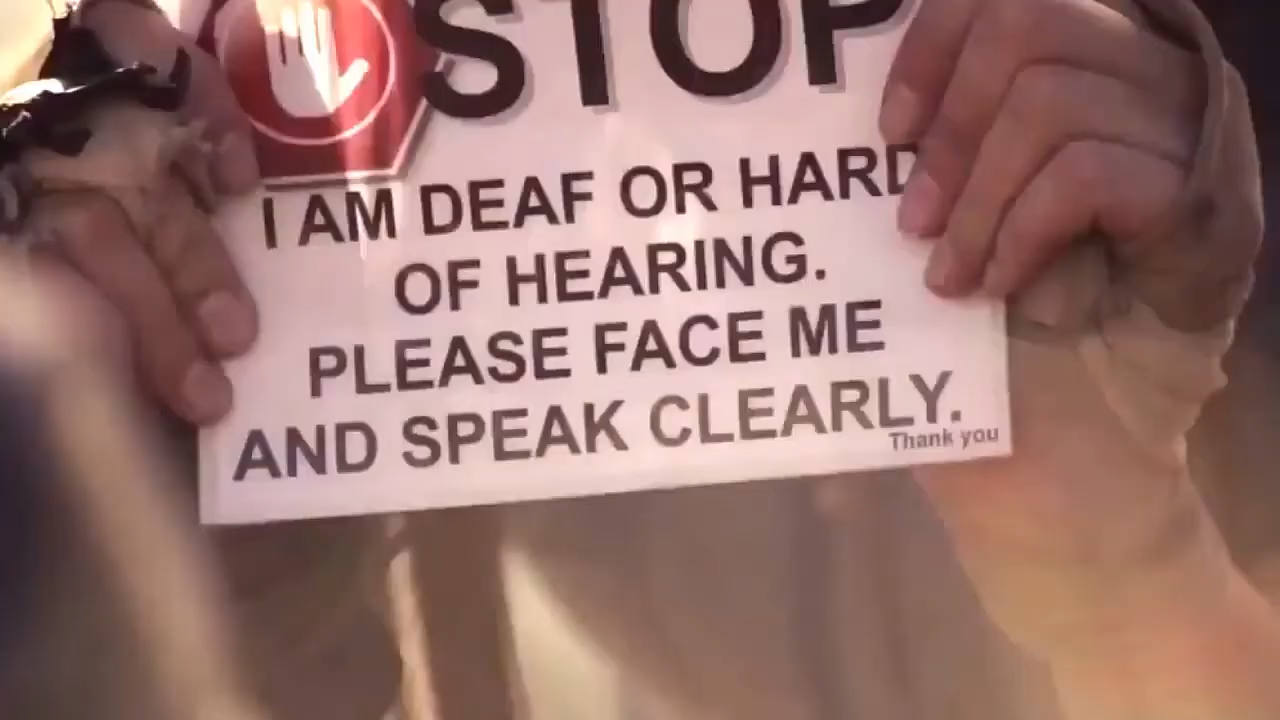 STOP
I AM DEAF OR HARD
OF HEARING.
PLEASE FACE ME
AND SPEAK CLEARLY.
Thank you